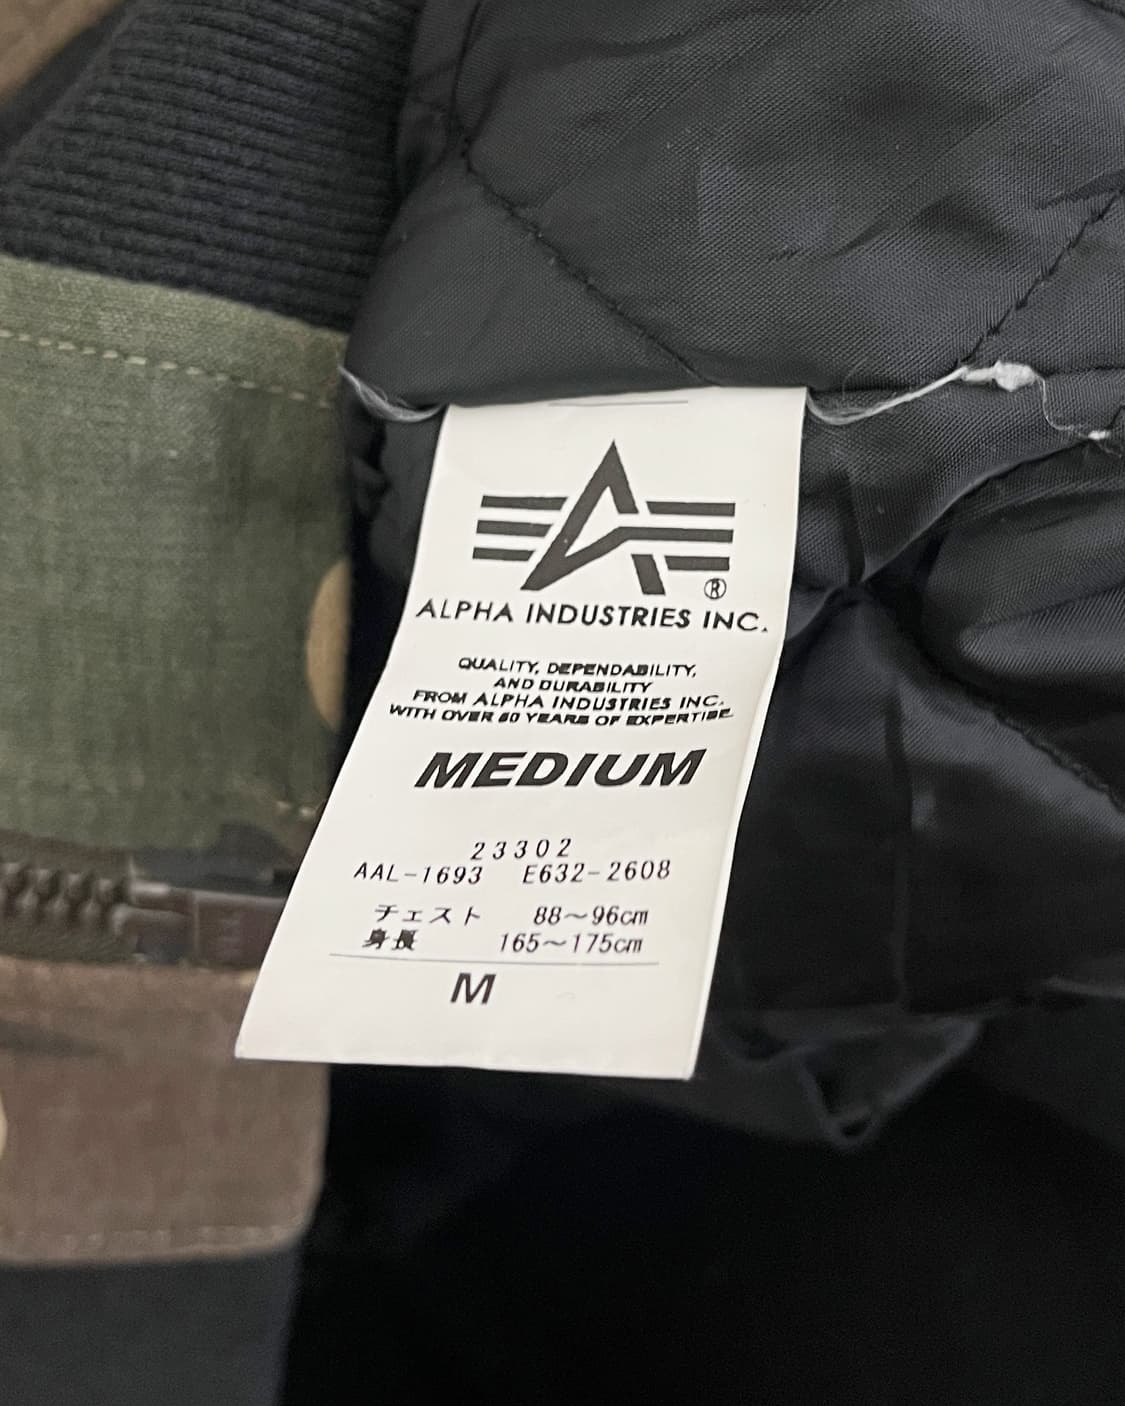 ®
ALPHA INDUSTRIES INC.
QUALITY, DEPENDABILITY,
AND DURABILITY
FROM ALPHA INDUSTRIES INC.
WITH OVER 50 YEARS OF EXPERTISE
MEDIUM
23302
AAL-1693 E632-2608
チェスト 88～96cm
身長 165～175cm
M